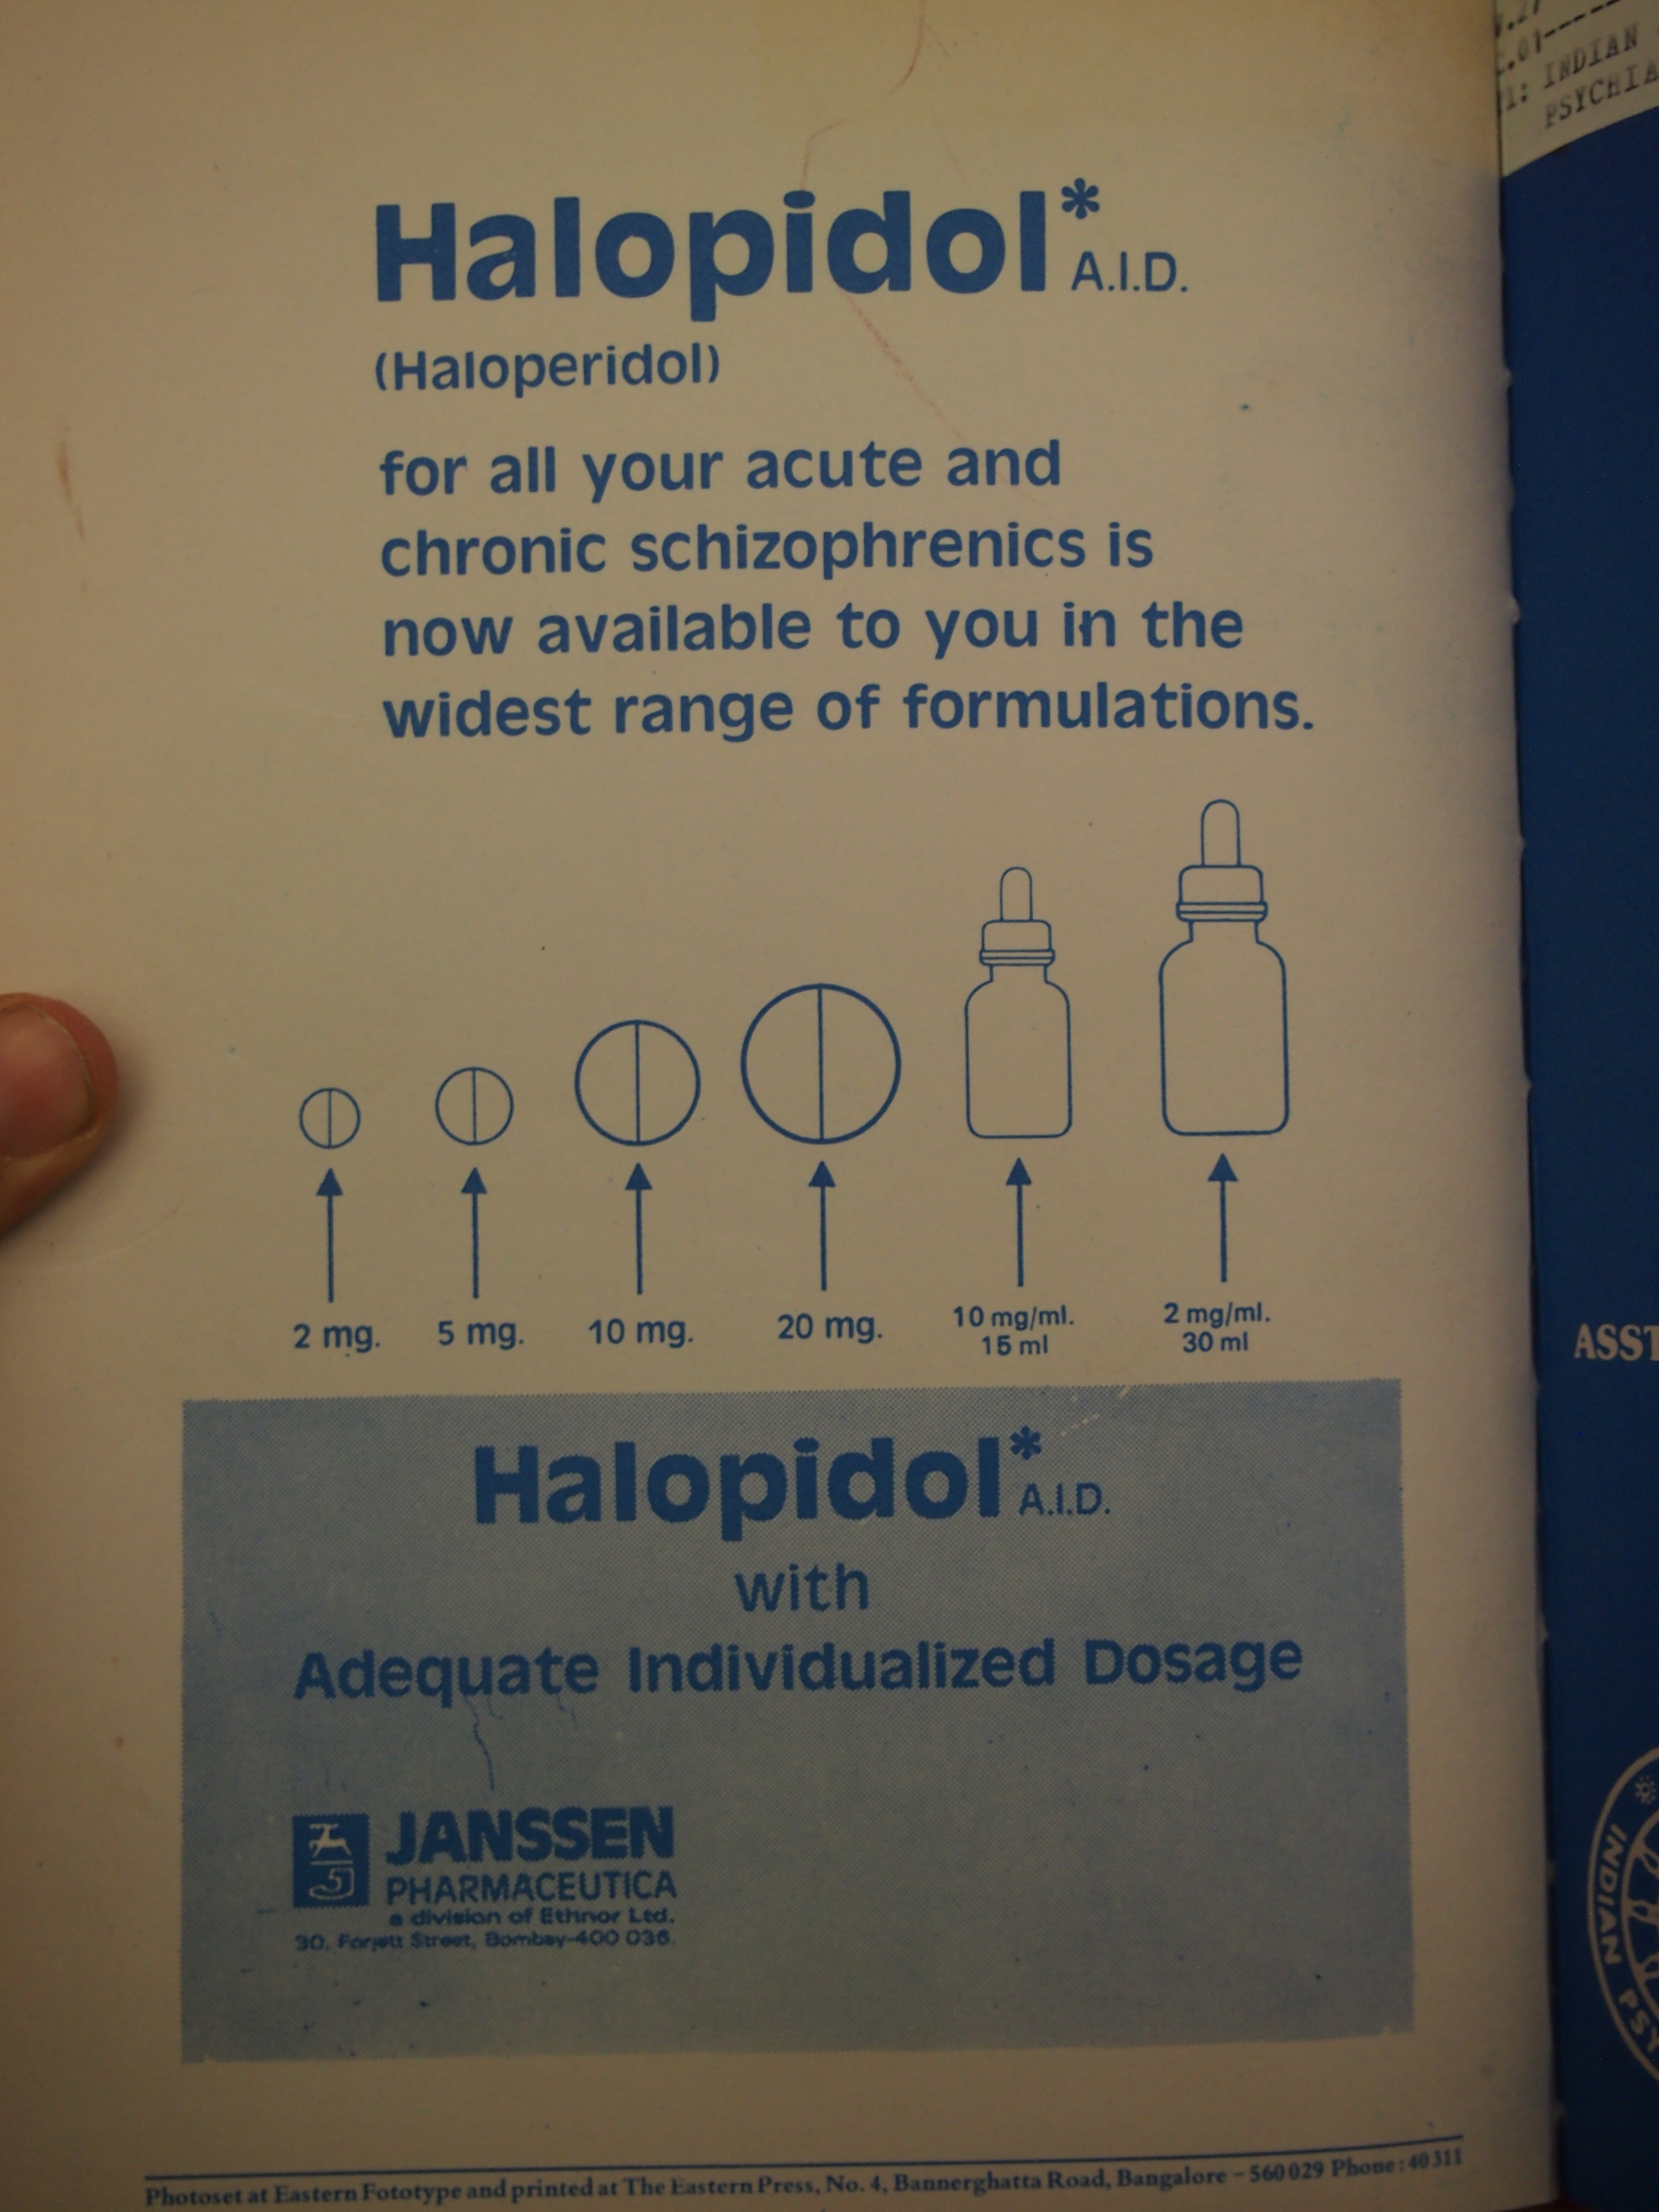 Halopidol* A.I.D.
(Haloperidol)
for all your acute and
chronic schizophrenics is
now available to you in the
widest range of formulations.
2 mg. 5 mg. 10 mg. 20 mg. 10 mg/ml. 2 mg/ml.
15 ml 30 ml
Halopidol* A.I.D.
with
Adequate Individualized Dosage
JANSSEN
PHARMACEUTICA
a division of Ethnor Ltd.
30, Forjett Street, Bombay-400 036.
Photoset at Eastern Fototype and printed at The Eastern Press, No. 4, Bannerghatta Road, Bangalore – 560 029 Phone : 40 311
INDIAN
PSYCHIA
ASST
INDIAN PSY